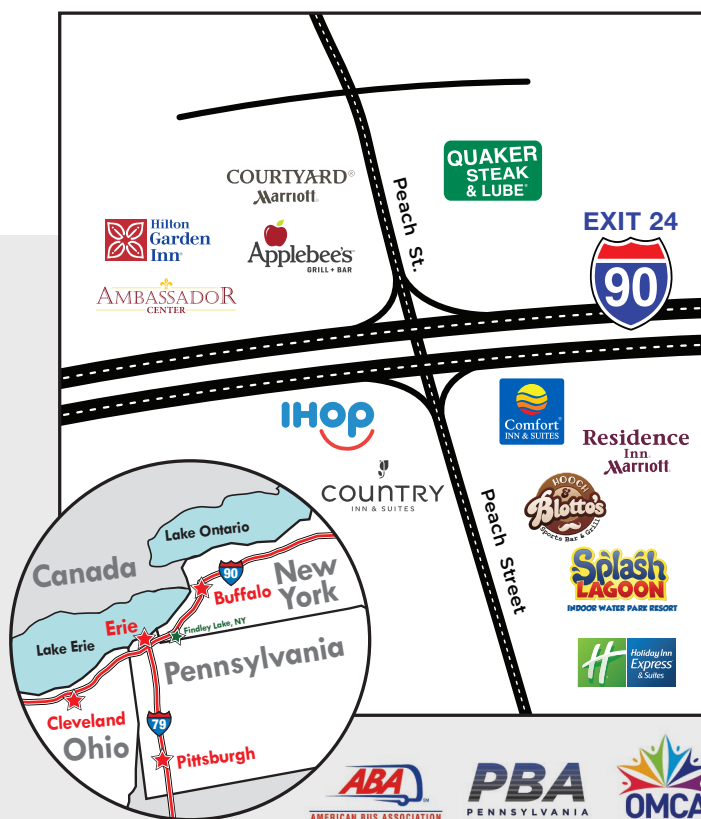 COURTYARD®
Marriott®
QUAKER
STEAK
& LUBE®
Peach St.
Hilton
Garden
Inn®
Applebee's
GRILL + BAR
AMBASSADOR
CENTER
EXIT 24
90
IHOP
COUNTRY
INN & SUITES
Comfort
INN & SUITES
Residence
Inn
Marriott
HOOCH
&
Blotto's
Sports Bar & Grill
Peach Street
Splash
LAGOON
INDOOR WATER PARK RESORT
H
Holiday Inn
Express
& Suites
Lake Ontario
Canada
90
New
York
Buffalo
Erie
Findley Lake, NY
Lake Erie
Pennsylvania
Cleveland
Ohio
79
Pittsburgh
ABA
AMERICAN BUS ASSOCIATION
PBA
PENNSYLVANIA
OMCA